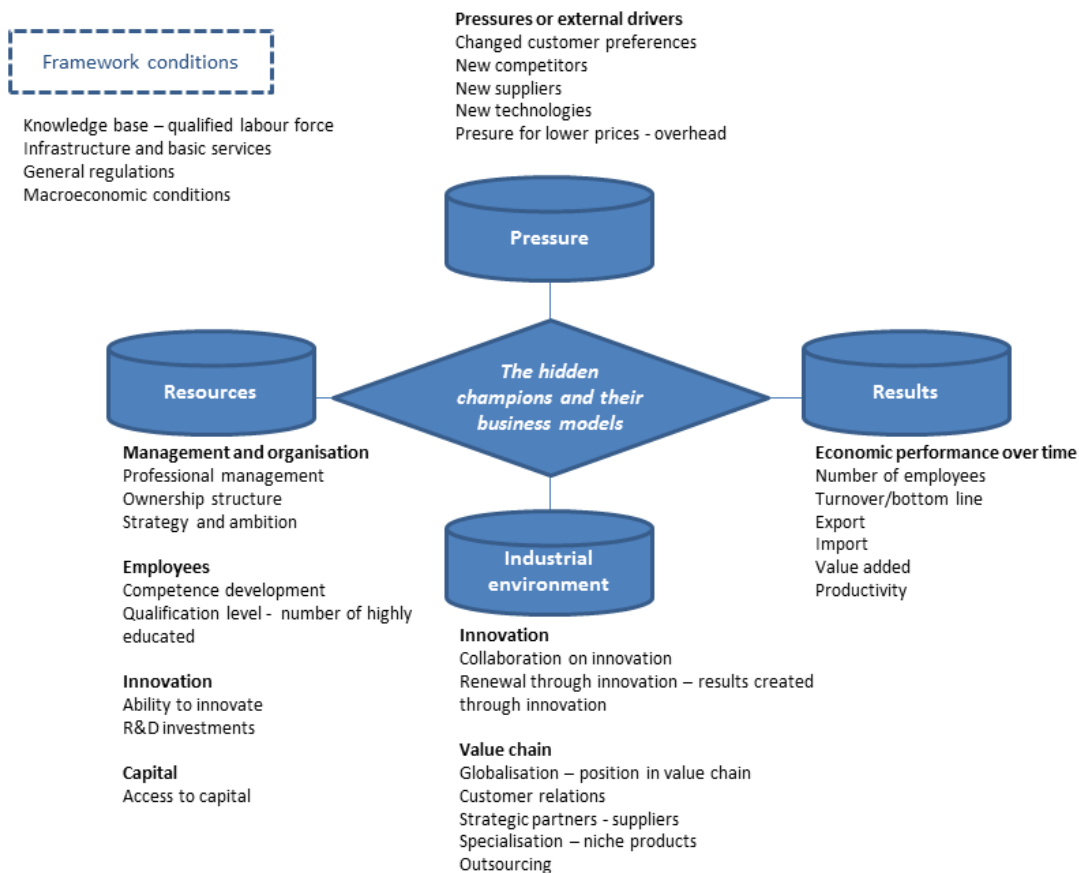 Pressures or external drivers
Changed customer preferences
New competitors
New suppliers
New technologies
Presure for lower prices - overhead
Framework conditions
Knowledge base – qualified labour force
Infrastructure and basic services
General regulations
Macroeconomic conditions
Pressure
The hidden
champions and their
business models
Resources
Results
Management and organisation
Professional management
Ownership structure
Strategy and ambition
Employees
Competence development
Qualification level - number of highly
educated
Innovation
Ability to innovate
R&D investments
Capital
Access to capital
Industrial
environment
Innovation
Collaboration on innovation
Renewal through innovation – results created
through innovation
Value chain
Globalisation – position in value chain
Customer relations
Strategic partners - suppliers
Specialisation – niche products
Outsourcing
Economic performance over time
Number of employees
Turnover/bottom line
Export
Import
Value added
Productivity